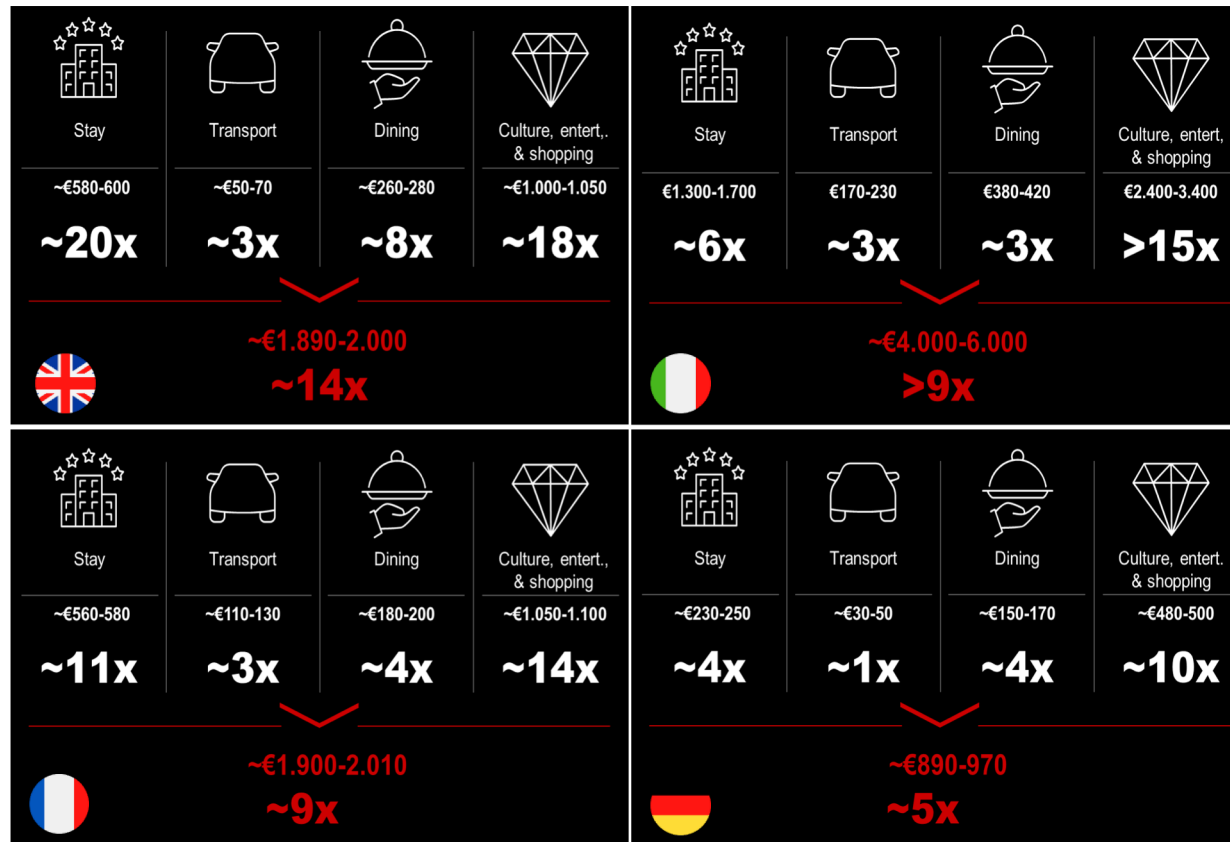 Stay
Transport
Dining
Culture, entert,.
& shopping
~€580-600
~€50-70
~€260-280
~€1.000-1.050
~20x
~3x
~8x
~18x
~€1.890-2.000
~14x
Stay
Transport
Dining
Culture, entert,
& shopping
€1.300-1.700
€170-230
€380-420
€2.400-3.400
~6x
~3x
~3x
>15x
~€4.000-6.000
>9x
Stay
Transport
Dining
Culture, entert.,
& shopping
~€560-580
~€110-130
~€180-200
~€1.050-1.100
~11x
~3x
~4x
~14x
~€1.900-2.010
~9x
Stay
Transport
Dining
Culture, entert.
& shopping
~€230-250
~€30-50
~€150-170
~€480-500
~4x
~1x
~4x
~10x
~€890-970
~5x